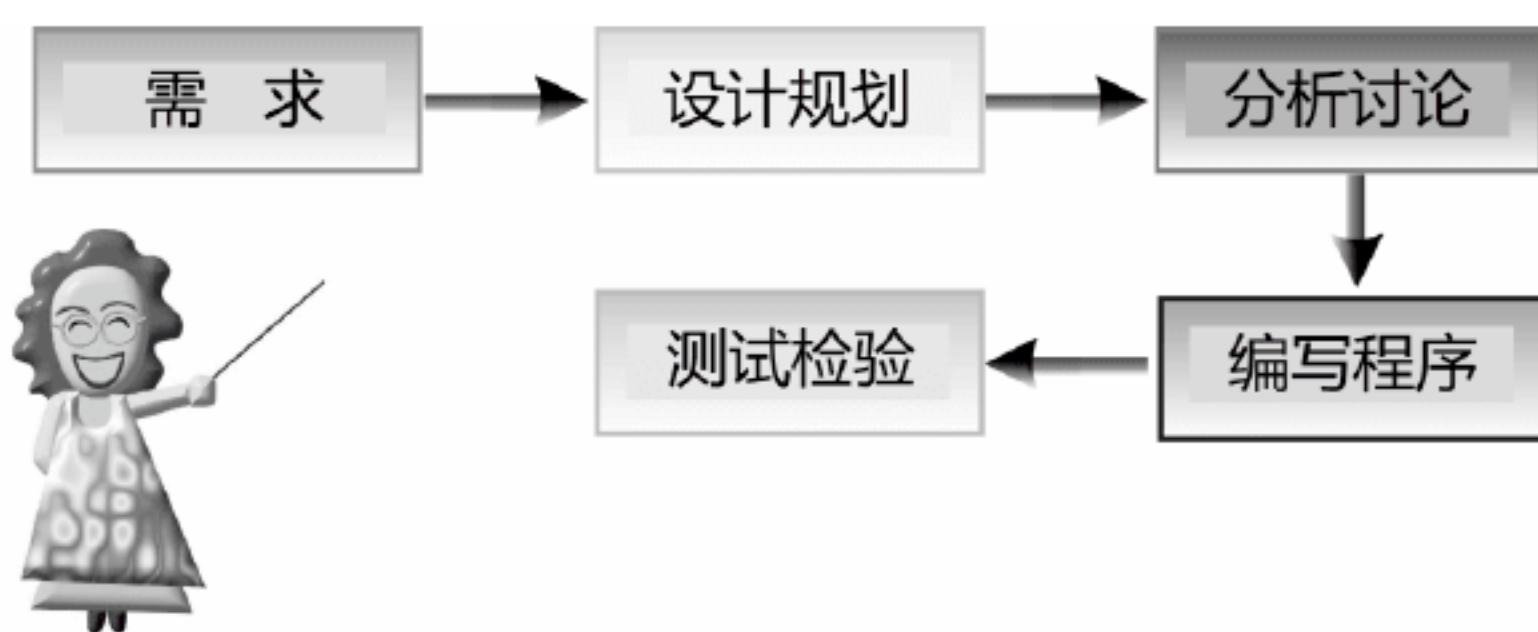 需 求
设计规划
分析讨论
编写程序
测试检验